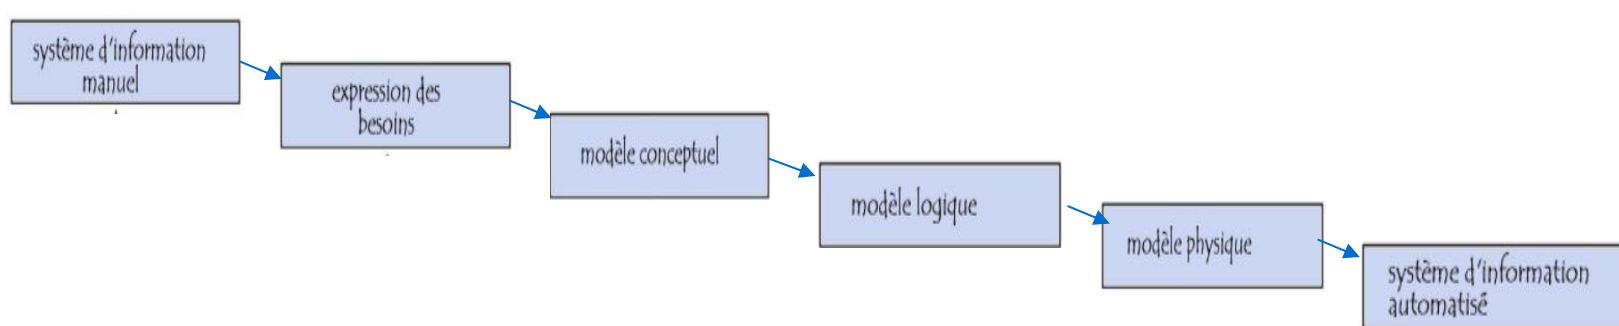 système d'information
manuel
expression des
besoins
modèle conceptuel
modèle logique
modèle physique
système d'information
automatisé